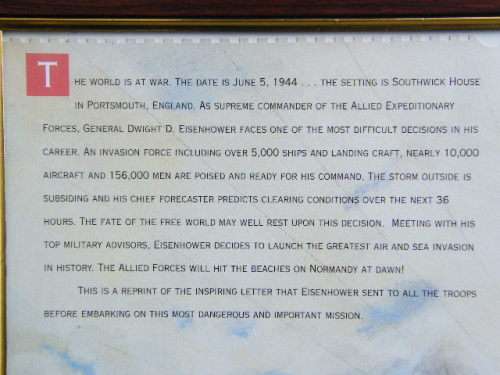 THE WORLD IS AT WAR. THE DATE IS JUNE 5, 1944 . . . THE SETTING IS SOUTHWICK HOUSE
IN PORTSMOUTH, ENGLAND. AS SUPREME COMMANDER OF THE ALLIED EXPEDITIONARY
FORCES, GENERAL DWIGHT D. EISENHOWER FACES ONE OF THE MOST DIFFICULT DECISIONS IN HIS
CAREER. AN INVASION FORCE INCLUDING OVER 5,000 SHIPS AND LANDING CRAFT, NEARLY 10,000
AIRCRAFT AND 156,000 MEN ARE POISED AND READY FOR HIS COMMAND. THE STORM OUTSIDE IS
SUBSIDING AND HIS CHIEF FORECASTER PREDICTS CLEARING CONDITIONS OVER THE NEXT 36
HOURS. THE FATE OF THE FREE WORLD MAY WELL REST UPON THIS DECISION. MEETING WITH HIS
TOP MILITARY ADVISORS, EISENHOWER DECIDES TO LAUNCH THE GREATEST AIR AND SEA INVASION
IN HISTORY. THE ALLIED FORCES WILL HIT THE BEACHES ON NORMANDY AT DAWN!
THIS IS A REPRINT OF THE INSPIRING LETTER THAT EISENHOWER SENT TO ALL THE TROOPS
BEFORE EMBARKING ON THIS MOST DANGEROUS AND IMPORTANT MISSION.